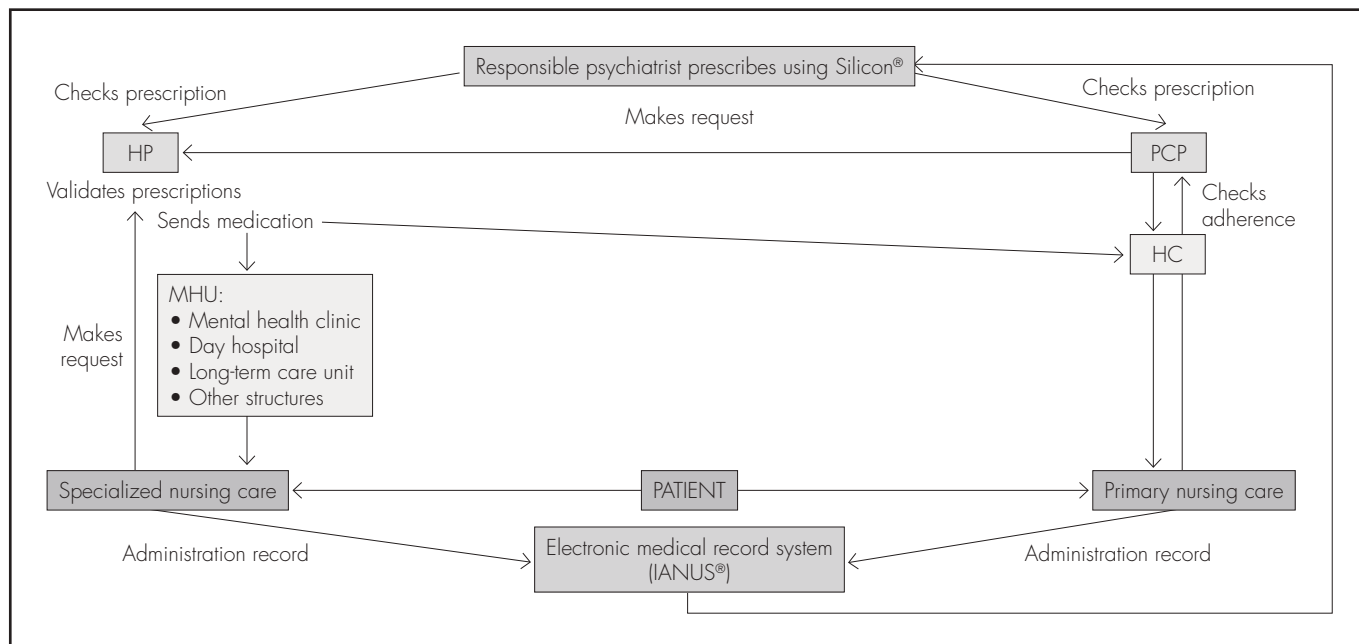 Responsible psychiatrist prescribes using Silicon®
Checks prescription
Checks prescription
Makes request
HP
PCP
Validates prescriptions
Checks
adherence
Sends medication
HC
MHU:
• Mental health clinic
• Day hospital
• Long-term care unit
• Other structures
Makes
request
Specialized nursing care
PATIENT
Primary nursing care
Administration record
Electronic medical record system
(IANUS®)
Administration record